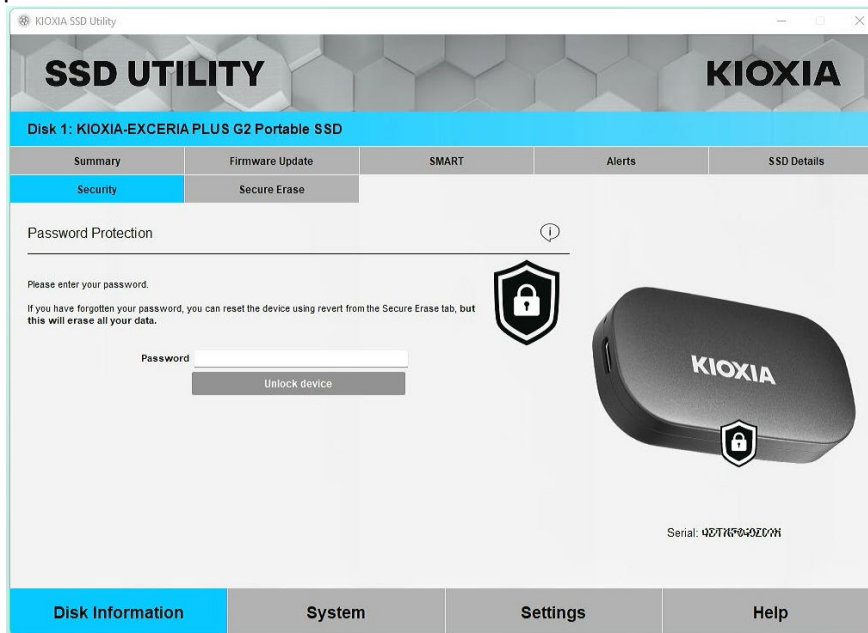 KIOXIA SSD Utility
SSD UTILITY
KIOXIA
Disk 1: KIOXIA-EXCERIA PLUS G2 Portable SSD
Summary
Firmware Update
SMART
Alerts
SSD Details
Security
Secure Erase
Password Protection
Please enter your password.
If you have forgotten your password, you can reset the device using revert from the Secure Erase tab, but
this will erase all your data.
Password
Unlock device
KIOXIA
Serial:
Disk Information
System
Settings
Help